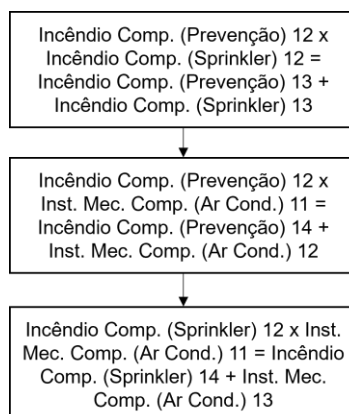 Incêndio Comp. (Prevenção) 12 x
Incêndio Comp. (Sprinkler) 12 =
Incêndio Comp. (Prevenção) 13 +
Incêndio Comp. (Sprinkler) 13
Incêndio Comp. (Prevenção) 12 x
Inst. Mec. Comp. (Ar Cond.) 11 =
Incêndio Comp. (Prevenção) 14 +
Inst. Mec. Comp. (Ar Cond.) 12
Incêndio Comp. (Sprinkler) 12 x Inst.
Mec. Comp. (Ar Cond.) 11 = Incêndio
Comp. (Sprinkler) 14 + Inst. Mec.
Comp. (Ar Cond.) 13